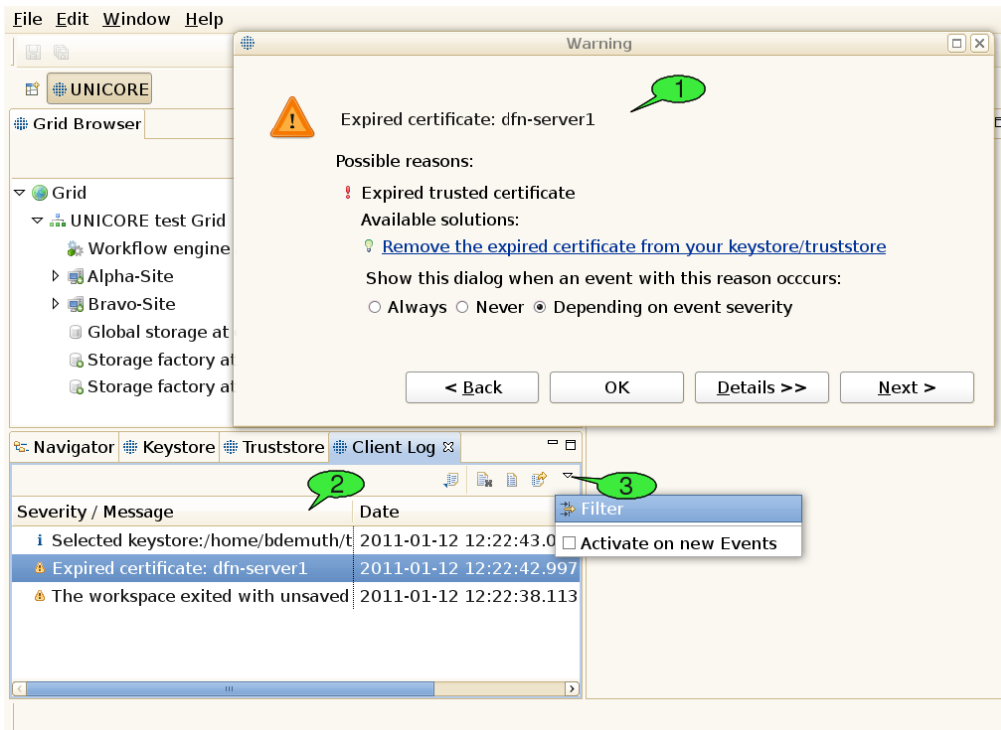 File Edit Window Help
Warning
UNICORE
1
Grid Browser
Expired certificate: dfn-server1
Possible reasons:
Grid
Expired trusted certificate
UNICORE test Grid
Available solutions:
Workflow engine
Remove the expired certificate from your keystore/truststore
Alpha-Site
Show this dialog when an event with this reason occcurs:
Bravo-Site
Always Never Depending on event severity
Global storage at
Storage factory at
Storage factory at
< Back OK Details >> Next >
Navigator Keystore Truststore Client Log
2
3
Severity / Message Date
Filter
Activate on new Events
Selected keystore:/home/bdemuth/t 2011-01-12 12:22:43.0
Expired certificate: dfn-server1 2011-01-12 12:22:42.997
The workspace exited with unsaved 2011-01-12 12:22:38.113